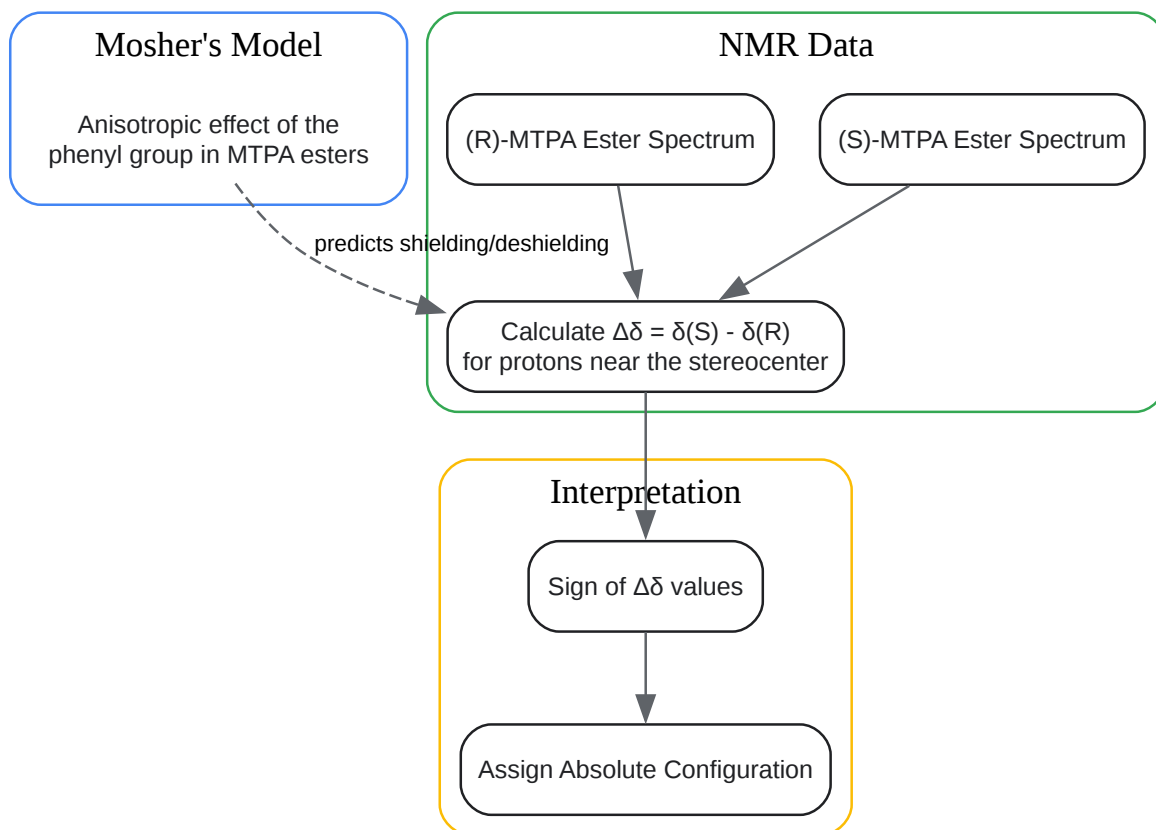 Mosher's Model
Anisotropic effect of the
phenyl group in MTPA esters
NMR Data
(R)-MTPA Ester Spectrum
(S)-MTPA Ester Spectrum
predicts shielding/deshielding
Calculate Δδ = δ(S) - δ(R)
for protons near the stereocenter
Interpretation
Sign of Δδ values
Assign Absolute Configuration